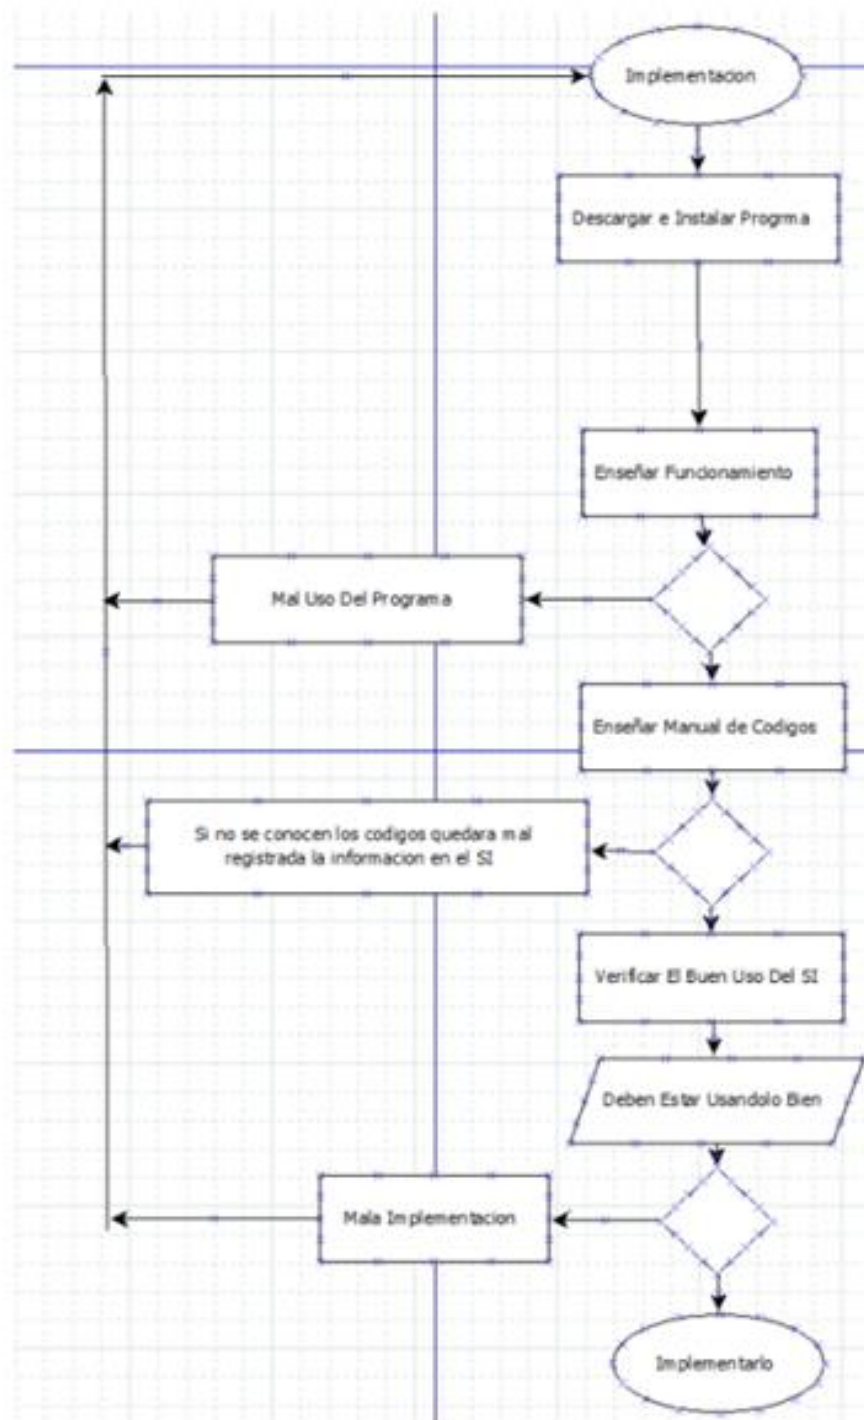 Implementacion
Descargar e Instalar Progrma
Enseñar Funcionamiento
Mal Uso Del Programa
Enseñar Manual de Codigos
Si no se conocen los codigos quedara mal
registrada la informacion en el SI
Verificar El Buen Uso Del SI
Deben Estar Usandolo Bien
Mala Implementacion
Implementarlo